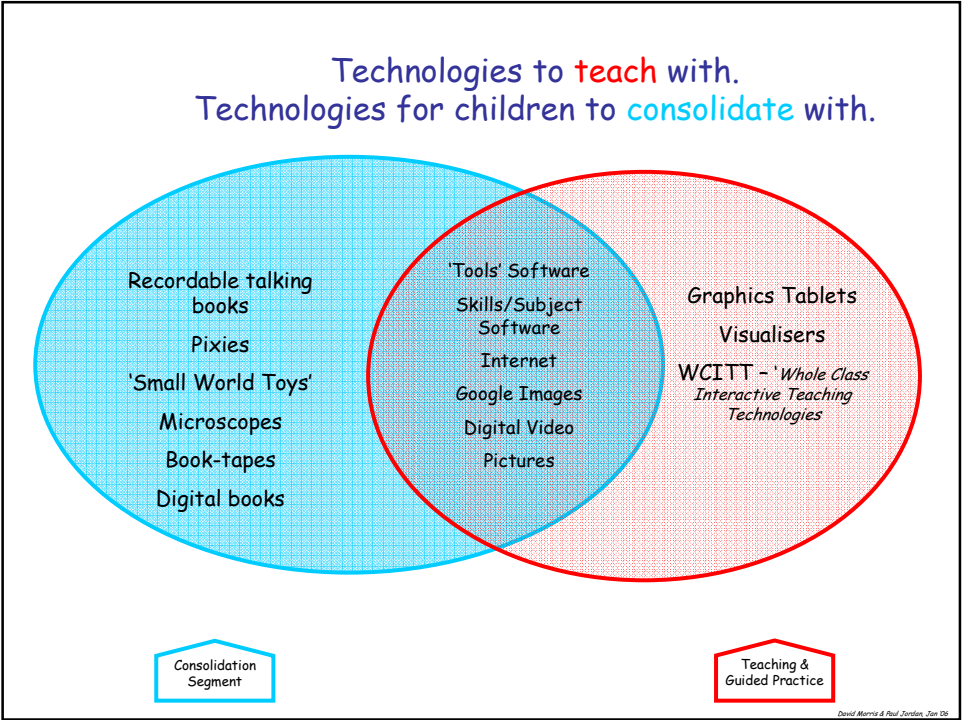 Technologies to teach with.
Technologies for children to consolidate with.
Recordable talking
books
Pixies
‘Small World Toys’
Microscopes
Book-tapes
Digital books
‘Tools’ Software
Skills/Subject
Software
Internet
Google Images
Digital Video
Pictures
Graphics Tablets
Visualisers
WCITT – ‘Whole Class
Interactive Teaching
Technologies
Consolidation
Segment
Teaching &
Guided Practice
David Morris & Paul Jordan, Jan ‘06